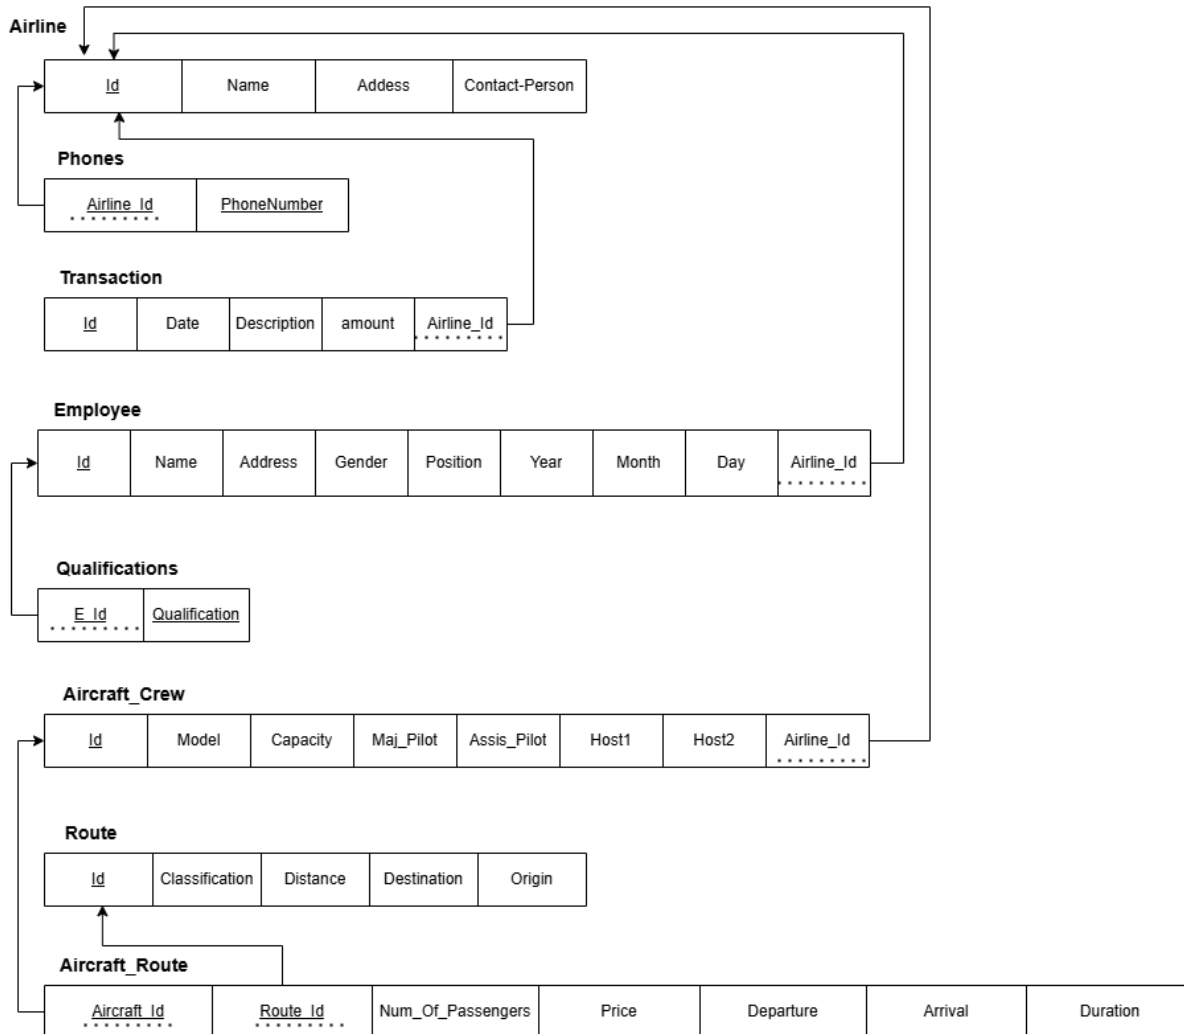 Airline
Id Name Addess Contact-Person
Phones
Airline_Id PhoneNumber
Transaction
Id Date Description amount Airline_Id
Employee
Id Name Address Gender Position Year Month Day Airline_Id
Qualifications
E_Id Qualification
Aircraft_Crew
Id Model Capacity Maj_Pilot Assis_Pilot Host1 Host2 Airline_Id
Route
Id Classification Distance Destination Origin
Aircraft_Route
Aircraft_Id Route_Id Num_Of_Passengers Price Departure Arrival Duration